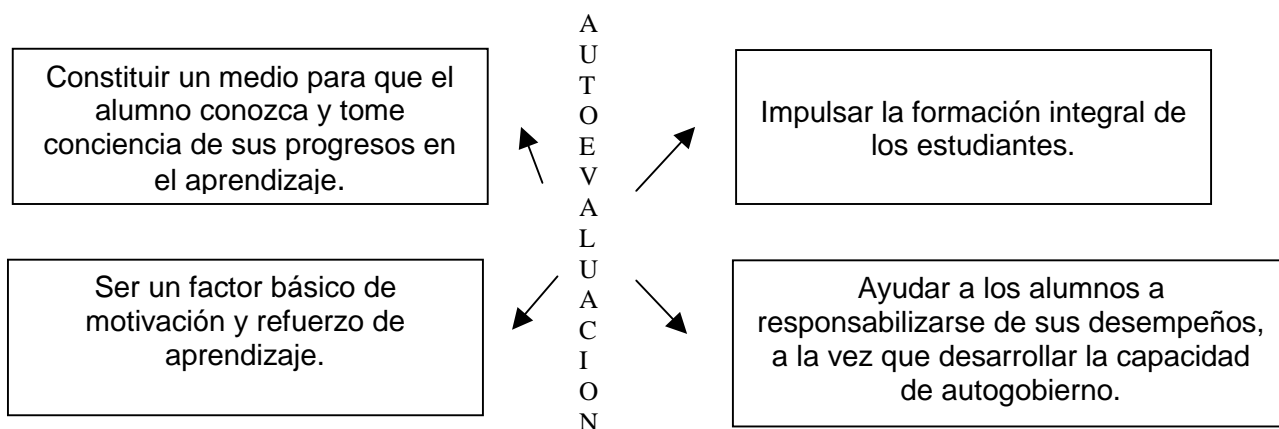 Constituir un medio para que el
alumno conozca y tome
conciencia de sus progresos en
el aprendizaje.
Ser un factor básico de
motivación y refuerzo de
aprendizaje.
A
U
T
O
E
V
A
L
U
A
C
I
O
N
Impulsar la formación integral de
los estudiantes.
Ayudar a los alumnos a
responsabilizarse de sus desempeños,
a la vez que desarrollar la capacidad
de autogobierno.